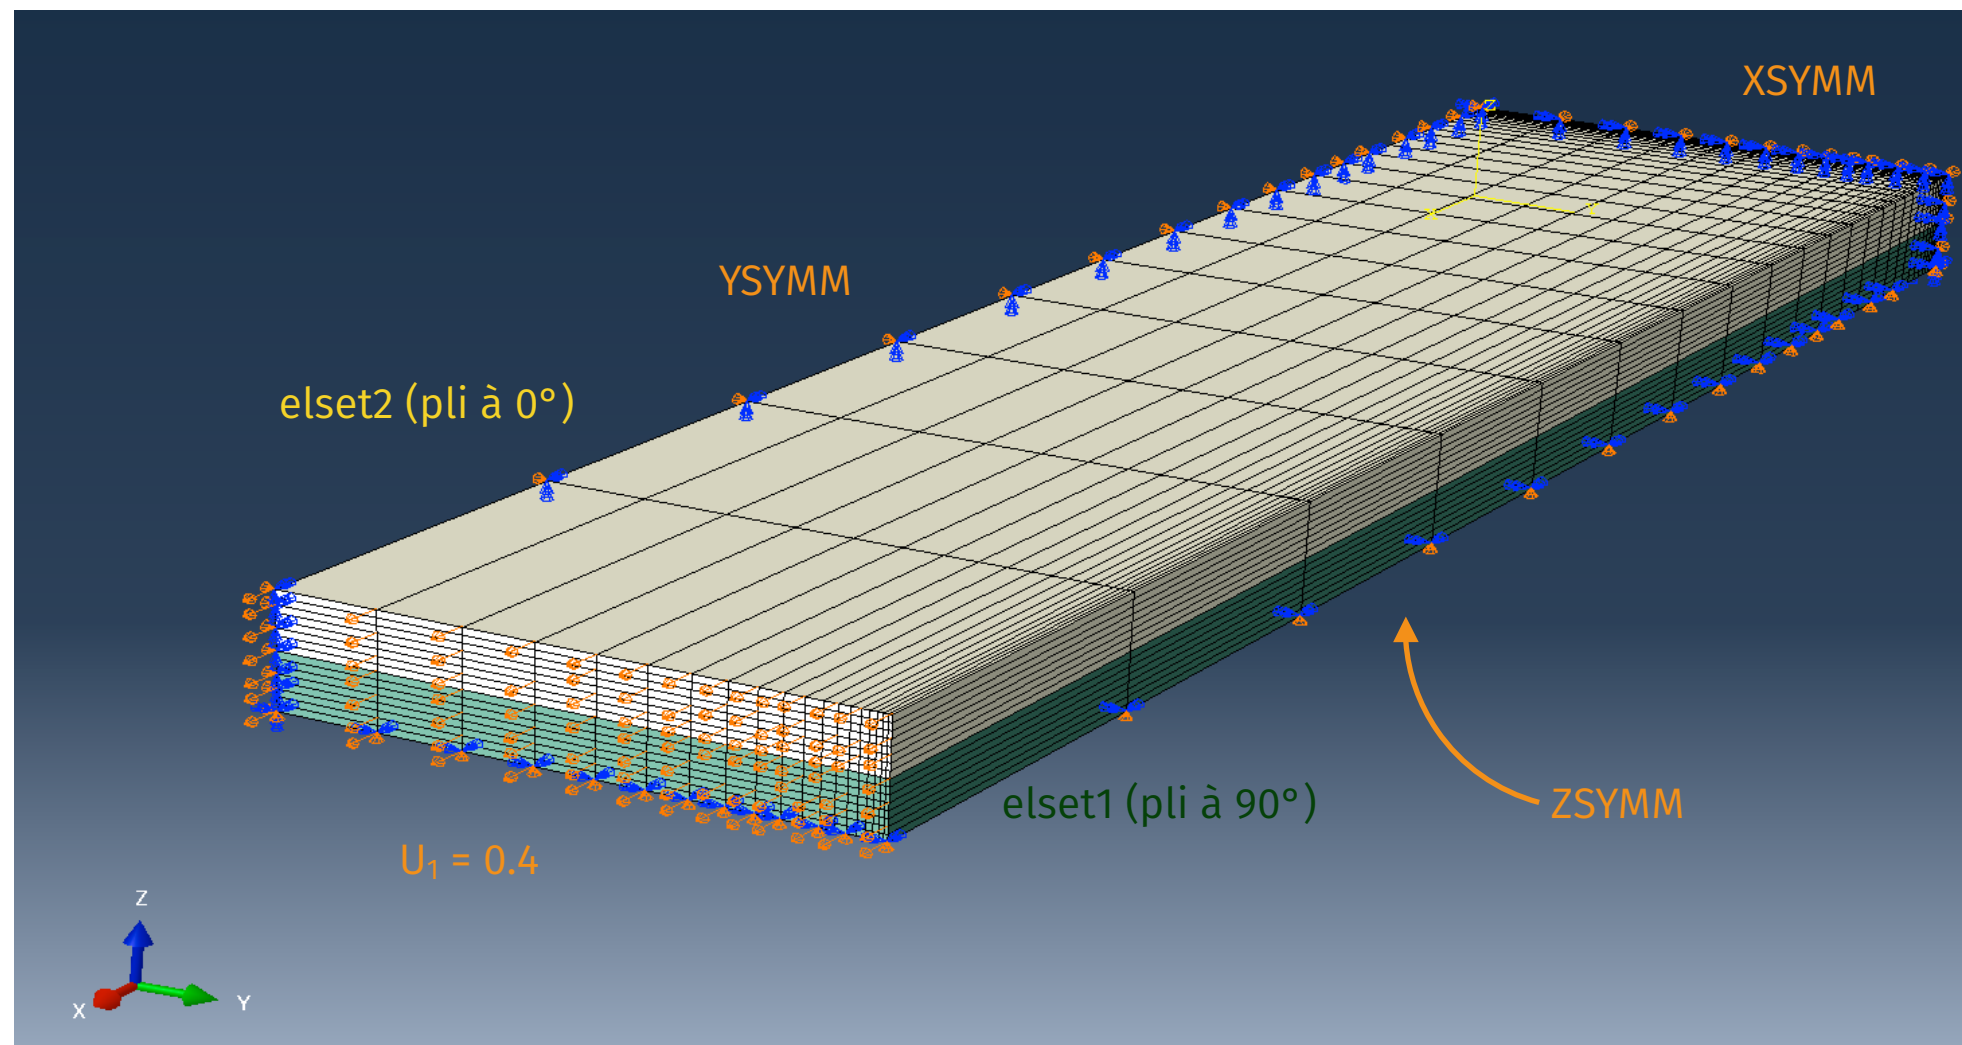 XSYMM
Z
X
Y
YSYMM
elset2 (pli à 0°)
elset1 (pli à 90°)
ZSYMM
U₁ = 0.4
Z
X
Y